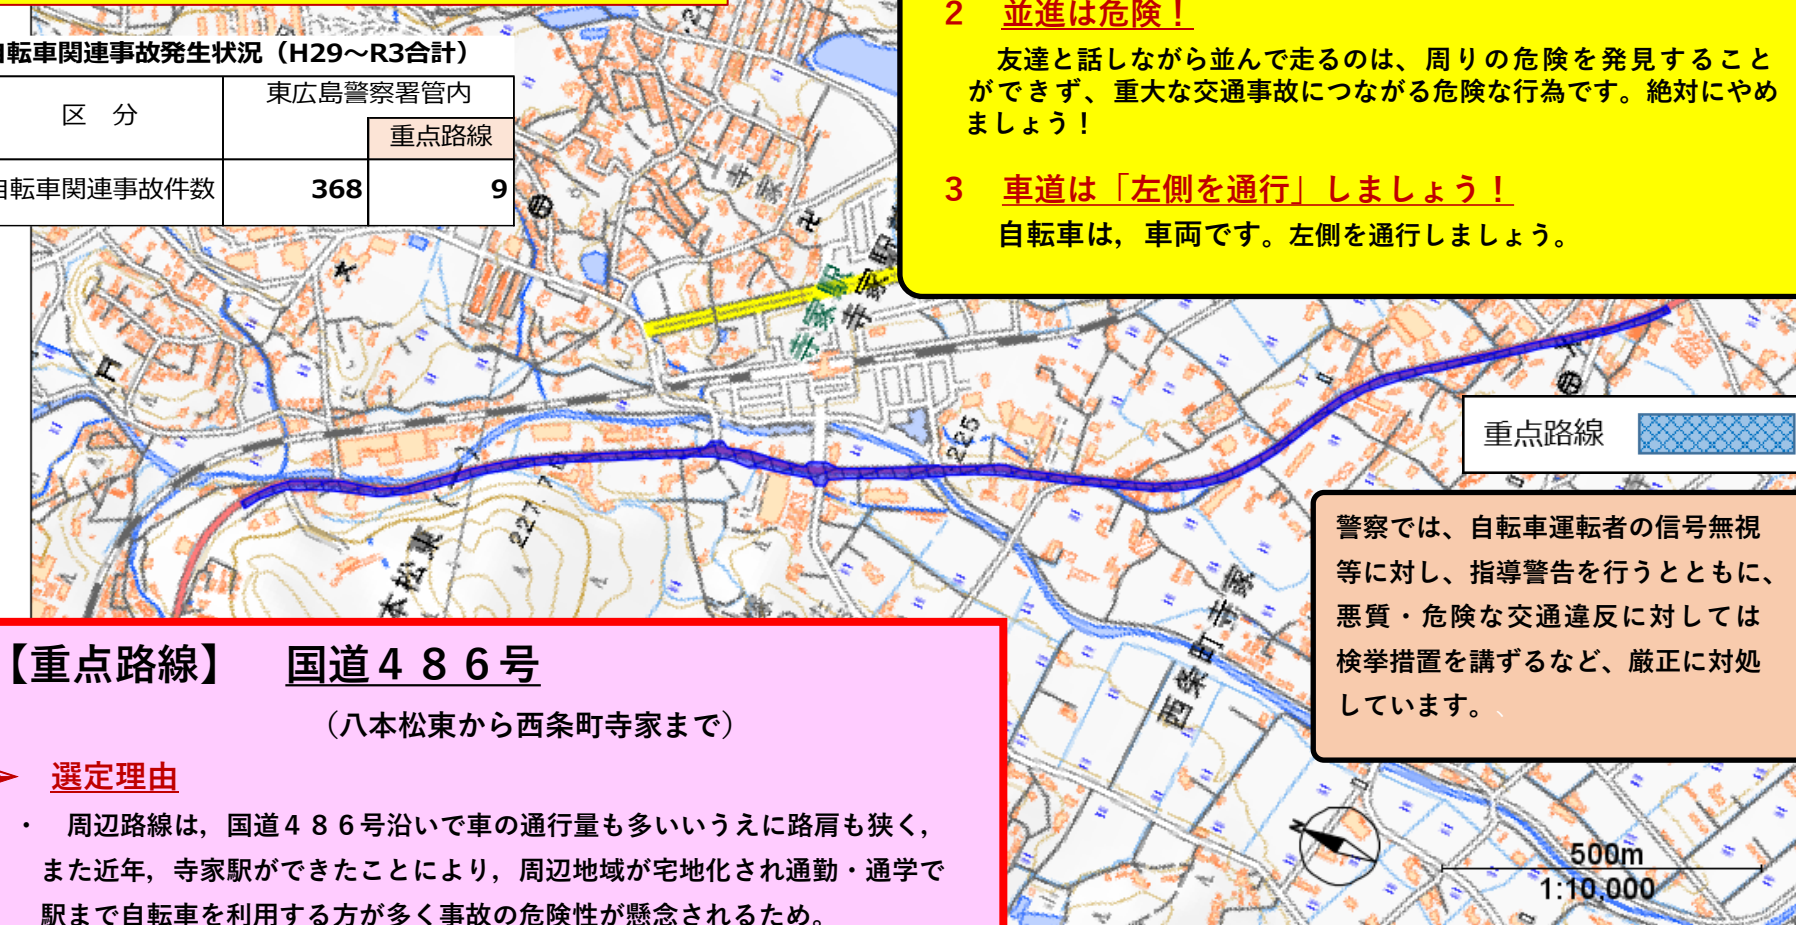 自転車関連事故発生状況（H29～R3合計）
区　分
東広島警察署管内
重点路線
自転車関連事故件数
368
9
2　並進は危険！
友達と話しながら並んで走るのは、周りの危険を発見すること
ができず、重大な交通事故につながる危険な行為です。絶対にやめ
ましょう！
3　車道は「左側を通行」しましょう！
自転車は，車両です。左側を通行しましょう。
寺家
寺家駅
寺家駅
225
227.7
本松東
西条町寺家
重点路線
警察では、自転車運転者の信号無視
等に対し、指導警告を行うとともに、
悪質・危険な交通違反に対しては
検挙措置を講ずるなど、厳正に対処
しています。、
【重点路線】　国道４８６号
（八本松東から西条町寺家まで）
➢　選定理由
・　周辺路線は，国道４８６号沿いで車の通行量も多いいうえに路肩も狭く，
また近年，寺家駅ができたことにより，周辺地域が宅地化され通勤・通学で
駅まで自転車を利用する方が多く事故の危険性が懸念されるため。
N
500m
1:10,000